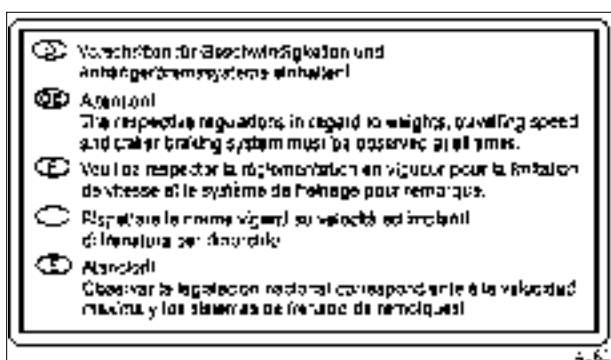 D Vorschriften für Geschwindigkeiten und
Anhängerbremssysteme einhalten!
GB Attention!
The respective regulations in regard to weights, travelling speed
and trailer braking system must be observed at all times.
F Veuillez respecter la réglementation en vigueur pour la limitation
de vitesse et le système de freinage pour remorque.
Rispettare le norme vigenti su velocità ed impianti
di frenatura per
E Atención!
Observar la legislación nacional correspondiente a la velocidad
maxima y los sistemas de frenado de remolques!